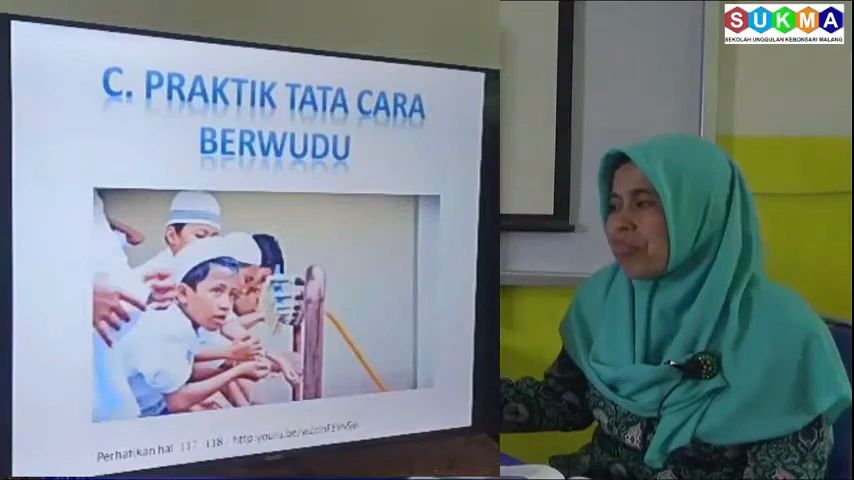 C. PRAKTIK TATA CARA
BERWUDU
Perhatikan hal
SUKMA
SEKOLAH UNGGULAN KEBONSARI MALANG